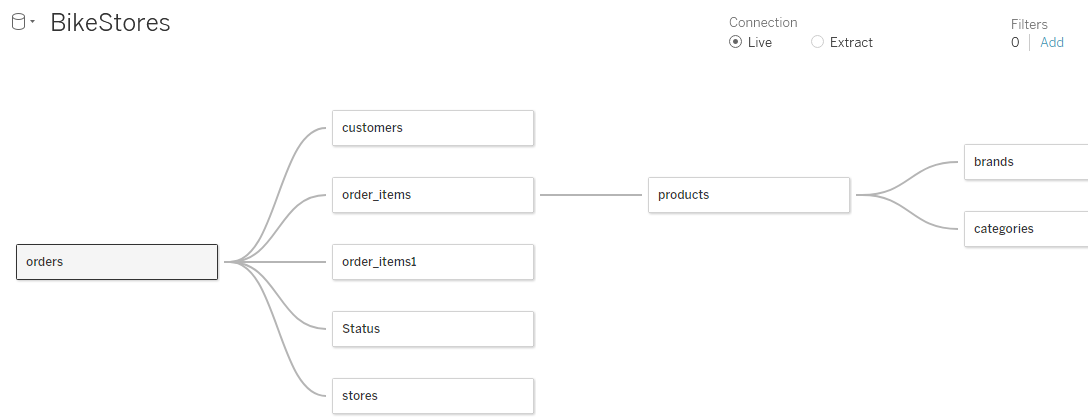 BikeStores
Connection
Live
Extract
Filters
0
Add
customers
order_items
products
brands
categories
orders
order_items1
Status
stores